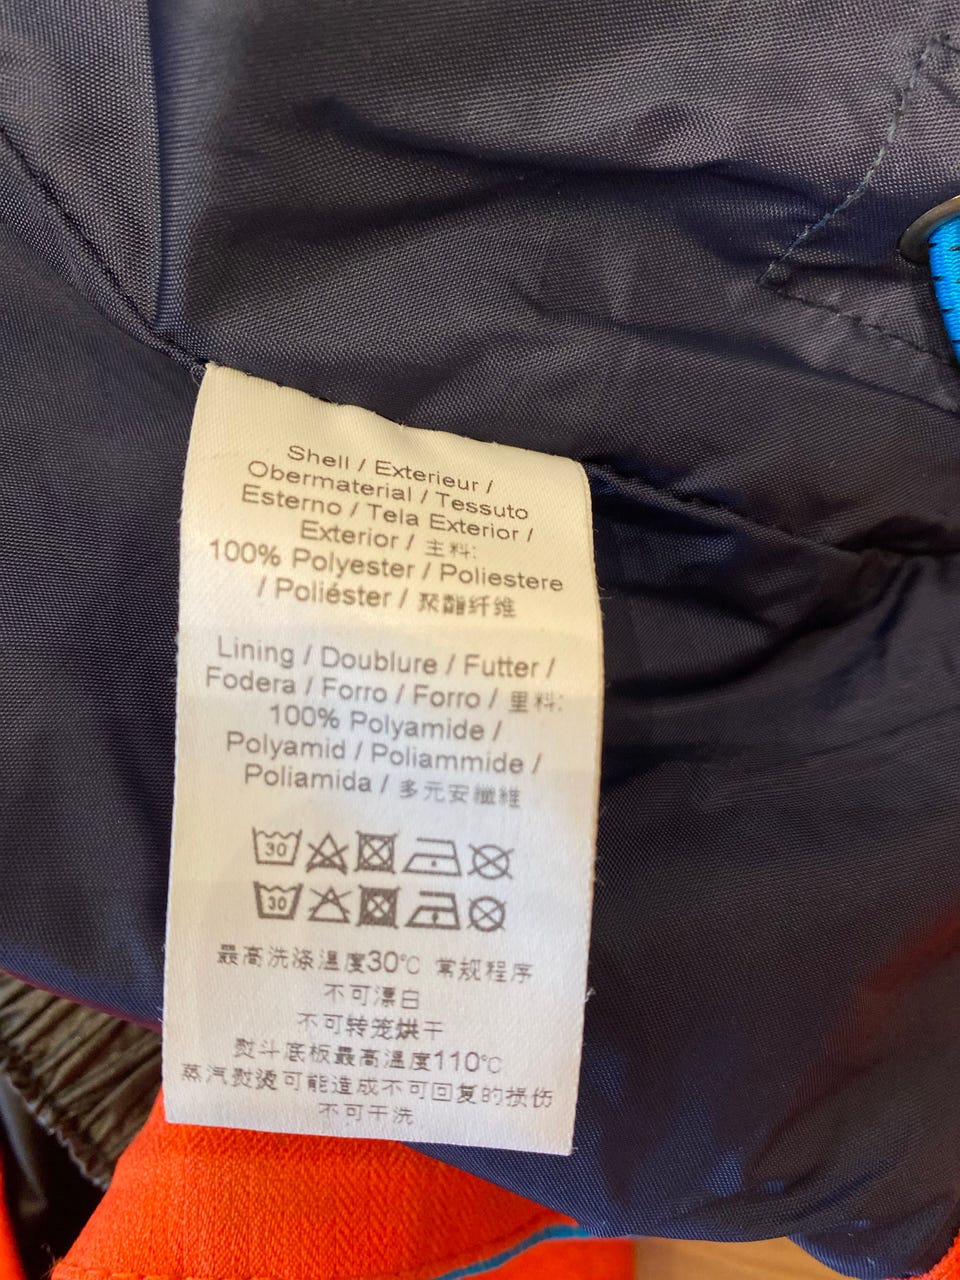 Shell / Exterieur /
Obermaterial / Tessuto
Esterno / Tela Exterior /
Exterior / 主料:
100% Polyester / Poliestere
/ Poliéster / 聚酯纤维
Lining / Doublure / Futter /
Fodera / Forro / Forro / 里料:
100% Polyamide /
Polyamid / Poliammide /
Poliamida / 多元安纖維
30
30
最高洗涤温度30℃ 常规程序
不可漂白
不可转笼烘干
熨斗底板最高温度110℃
蒸汽熨烫可能造成不可回复的损伤
不可干洗